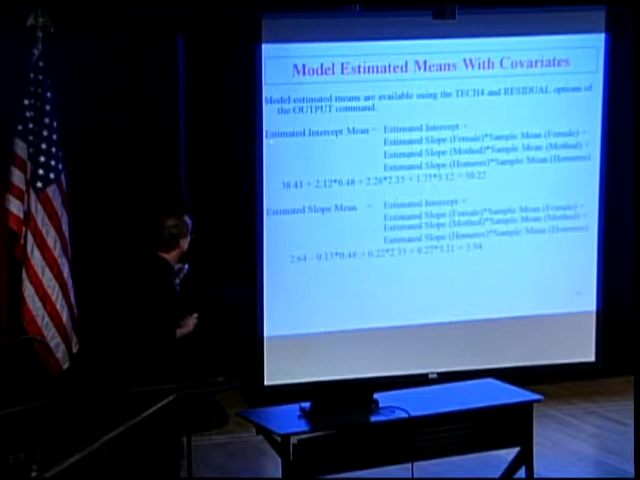 Model Estimated Means With Covariates
Model estimated means are available using the TECH4 and RESIDUAL options of
the OUTPUT command.
Estimated Intercept Mean = Estimated Intercept +
Estimated Slope (Female)*Sample Mean (Female) +
Estimated Slope (Mothed)*Sample Mean (Mothed) +
Estimated Slope (Homeres)*Sample Mean (Homeres)
Estimated Slope Mean = Estimated Intercept +
Estimated Slope (Female)*Sample Mean (Female) +
Estimated Slope (Mothed)*Sample Mean (Mothed) +
Estimated Slope (Homeres)*Sample Mean (Homeres)